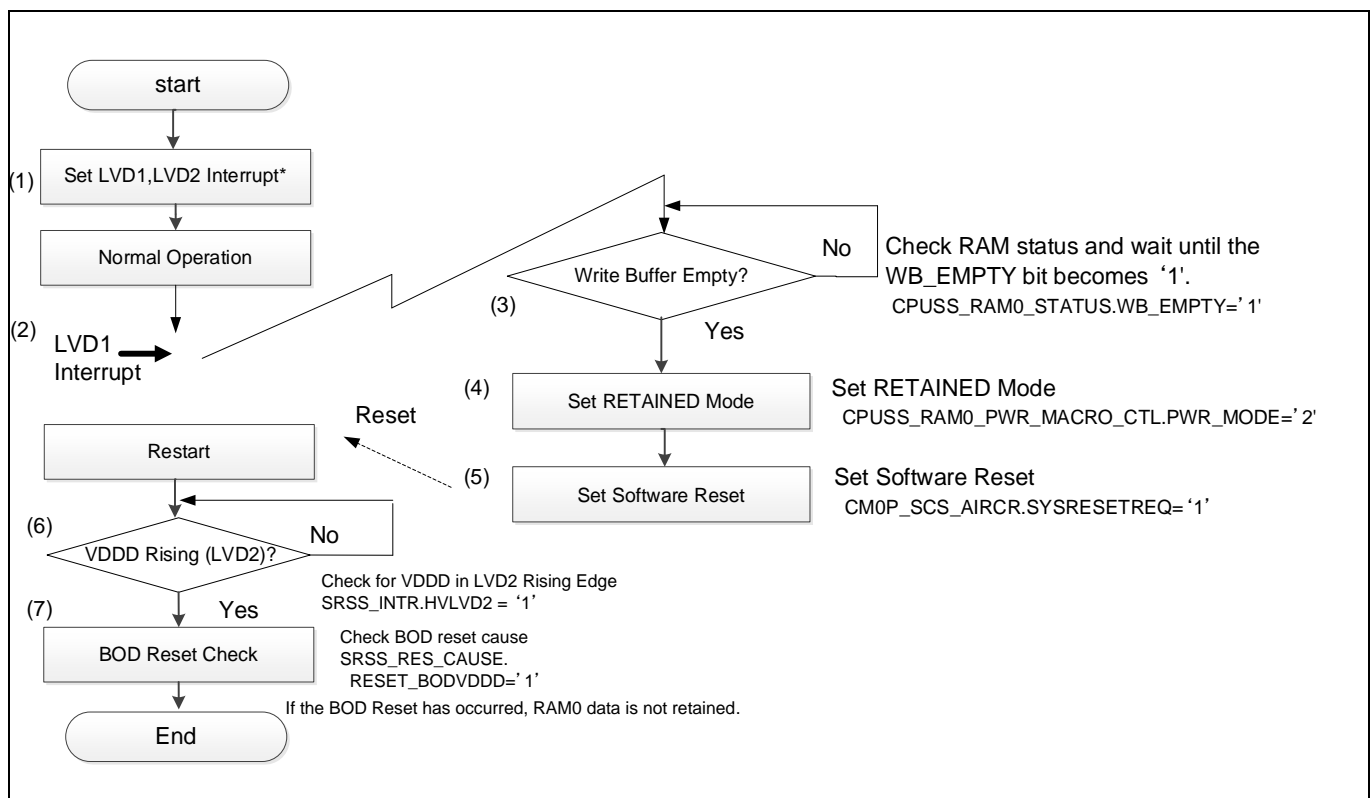 start
(1)
Set LVD1,LVD2 Interrupt*
Normal Operation
(2)
LVD1
Interrupt
Write Buffer Empty?
(3)
No
Yes
Check RAM status and wait until the
WB_EMPTY bit becomes ‘1'.
CPUSS_RAM0_STATUS.WB_EMPTY=’1'
(4)
Set RETAINED Mode
Set RETAINED Mode
CPUSS_RAM0_PWR_MACRO_CTL.PWR_MODE=’2'
(5)
Set Software Reset
Set Software Reset
CM0P_SCS_AIRCR.SYSRESETREQ=‘1’
Reset
Restart
(6)
VDDD Rising (LVD2)?
No
Check for VDDD in LVD2 Rising Edge
SRSS_INTR.HVLVD2 = ‘1’
(7)
Yes
BOD Reset Check
Check BOD reset cause
SRSS_RES_CAUSE.
RESET_BODVDDD=’1’
If the BOD Reset has occurred, RAM0 data is not retained.
End